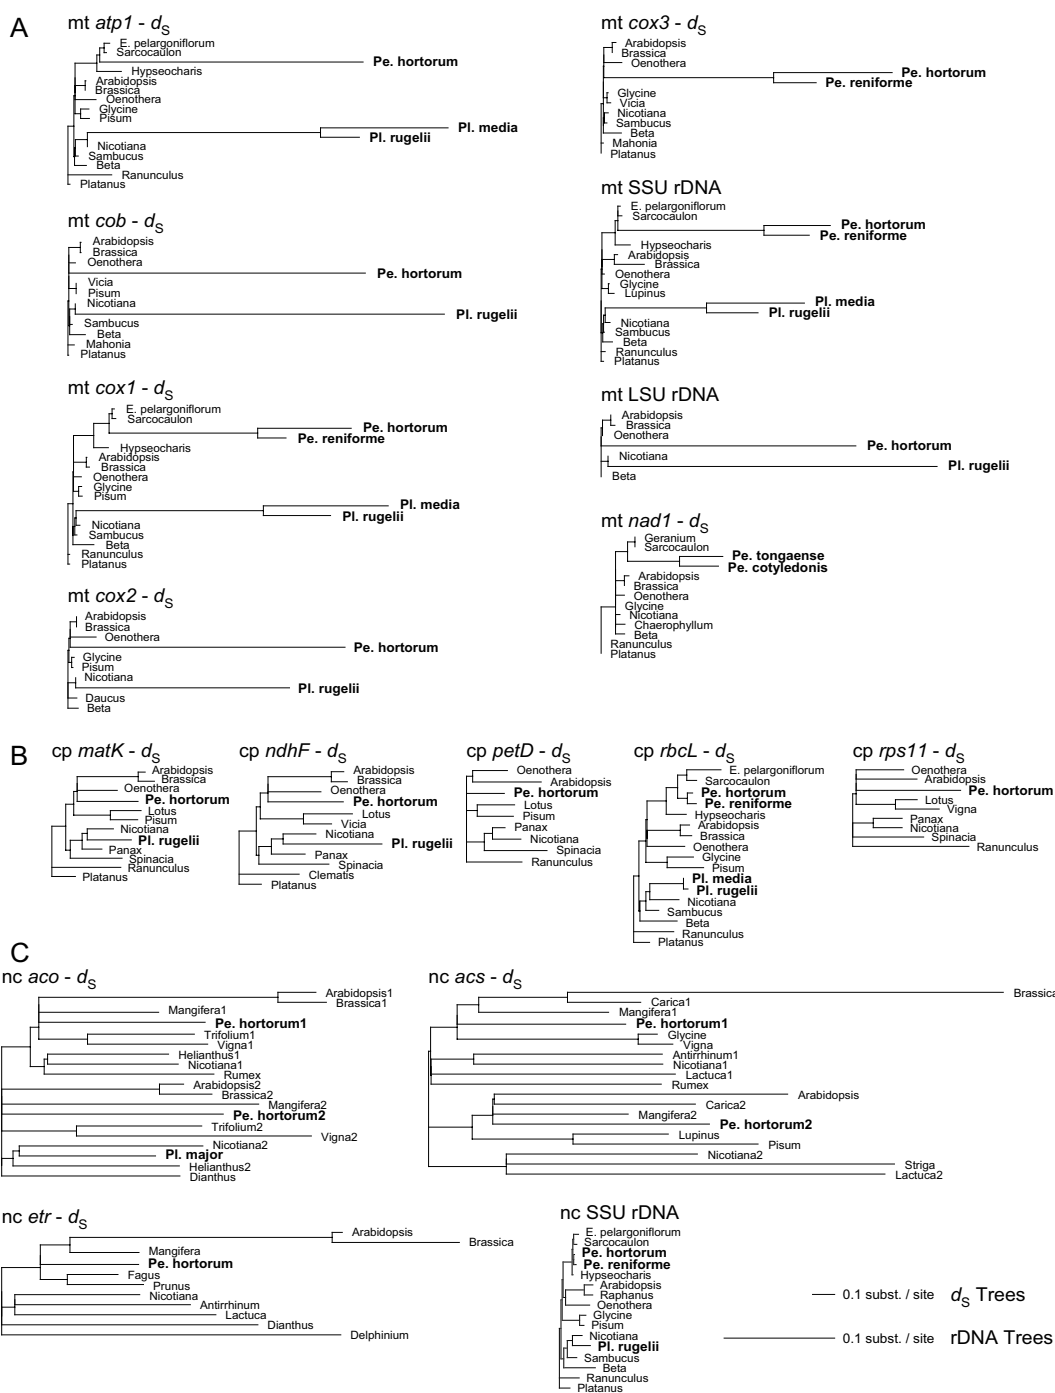 A
mt atp1 - dS
E. pelargoniflorum
Sarcocaulon
Pe. hortorum
Hypseocharis
Arabidopsis
Brassica
Oenothera
Glycine
Pisum
Pl. media
Pl. rugelii
Nicotiana
Sambucus
Beta
Ranunculus
Platanus
mt cob - dS
Arabidopsis
Brassica
Oenothera
Pe. hortorum
Vicia
Pisum
Nicotiana
Pl. rugelii
Sambucus
Beta
Mahonia
Platanus
mt cox1 - dS
E. pelargoniflorum
Sarcocaulon
Pe. hortorum
Pe. reniforme
Hypseocharis
Arabidopsis
Brassica
Oenothera
Glycine
Pisum
Pl. media
Pl. rugelii
Nicotiana
Sambucus
Beta
Ranunculus
Platanus
mt cox2 - dS
Arabidopsis
Brassica
Oenothera
Pe. hortorum
Glycine
Pisum
Nicotiana
Pl. rugelii
Daucus
Beta
mt cox3 - dS
Arabidopsis
Brassica
Oenothera
Pe. hortorum
Pe. reniforme
Glycine
Vicia
Nicotiana
Sambucus
Beta
Mahonia
Platanus
mt SSU rDNA
E. pelargoniflorum
Sarcocaulon
Pe. hortorum
Pe. reniforme
Hypseocharis
Arabidopsis
Brassica
Oenothera
Glycine
Lupinus
Pl. media
Pl. rugelii
Nicotiana
Sambucus
Beta
Ranunculus
Platanus
mt LSU rDNA
Arabidopsis
Brassica
Oenothera
Pe. hortorum
Nicotiana
Pl. rugelii
Beta
mt nad1 - dS
Geranium
Sarcocaulon
Pe. tongaense
Pe. cotyledonis
Arabidopsis
Brassica
Oenothera
Glycine
Nicotiana
Chaerophyllum
Beta
Ranunculus
Platanus
B
cp matK - dS
Arabidopsis
Brassica
Oenothera
Pe. hortorum
Lotus
Pisum
Nicotiana
Pl. rugelii
Panax
Spinacia
Ranunculus
Platanus
cp ndhF - dS
Arabidopsis
Brassica
Oenothera
Pe. hortorum
Lotus
Vicia
Nicotiana
Pl. rugelii
Panax
Spinacia
Clematis
Platanus
cp petD - dS
Oenothera
Arabidopsis
Pe. hortorum
Lotus
Pisum
Panax
Nicotiana
Spinacia
Ranunculus
cp rbcL - dS
E. pelargoniflorum
Sarcocaulon
Pe. hortorum
Pe. reniforme
Hypseocharis
Arabidopsis
Brassica
Oenothera
Glycine
Pisum
Pl. media
Pl. rugelii
Nicotiana
Sambucus
Beta
Ranunculus
Platanus
cp rps11 - dS
Oenothera
Arabidopsis
Pe. hortorum
Lotus
Vigna
Panax
Nicotiana
Spinacia
Ranunculus
C
nc aco - dS
Arabidopsis1
Brassica1
Mangifera1
Pe. hortorum1
Trifolium1
Vigna1
Helianthus1
Nicotiana1
Rumex
Arabidopsis2
Brassica2
Mangifera2
Pe. hortorum2
Trifolium2
Vigna2
Nicotiana2
Pl. major
Helianthus2
Dianthus
nc acs - dS
Brassica
Carica1
Mangifera1
Pe. hortorum1
Glycine
Vigna
Antirrhinum1
Nicotiana1
Lactuca1
Rumex
Arabidopsis
Carica2
Mangifera2
Pe. hortorum2
Lupinus
Pisum
Nicotiana2
Striga
Lactuca2
nc etr - dS
Arabidopsis
Brassica
Mangifera
Pe. hortorum
Fagus
Prunus
Nicotiana
Antirrhinum
Lactuca
Dianthus
Delphinium
nc SSU rDNA
E. pelargoniflorum
Sarcocaulon
Pe. hortorum
Pe. reniforme
Hypseocharis
Arabidopsis
Raphanus
Oenothera
Glycine
Pisum
Nicotiana
Pl. rugelii
Sambucus
Beta
Ranunculus
Platanus
0.1 subst. / site dS Trees
0.1 subst. / site rDNA Trees